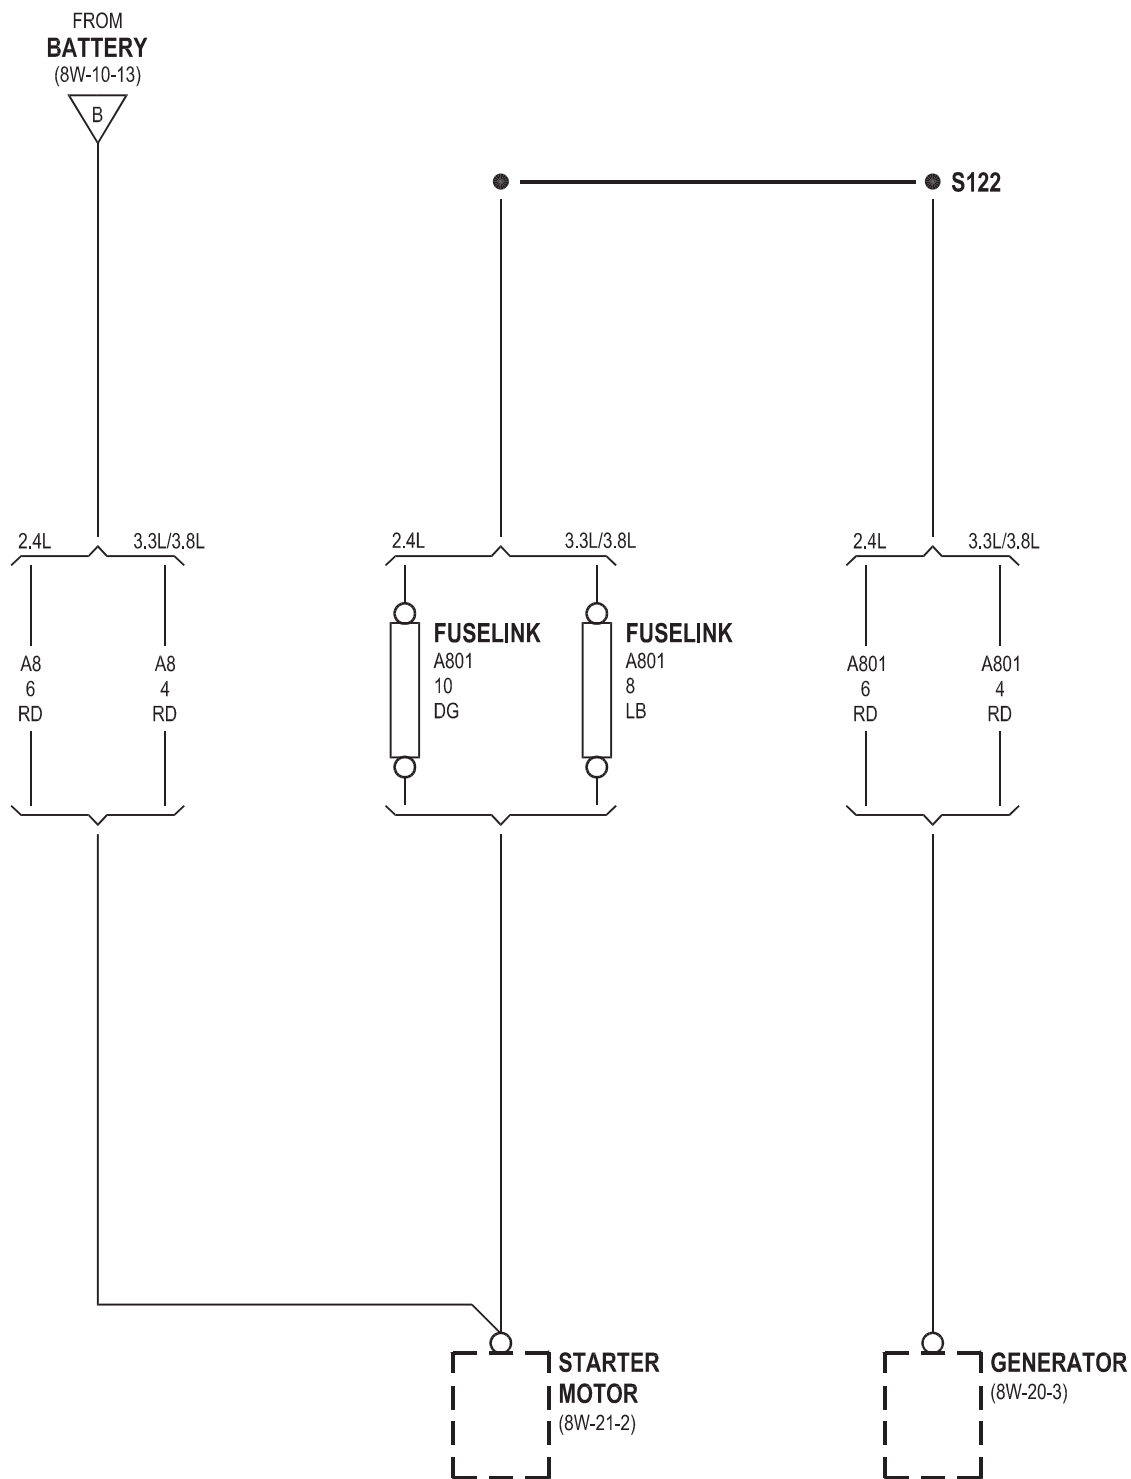 FROM
BATTERY
(8W-10-13)
B
S122
2.4L 3.3L/3.8L
2.4L 3.3L/3.8L
2.4L 3.3L/3.8L
A8
6
RD
A8
4
RD
FUSELINK
A801
10
DG
FUSELINK
A801
8
LB
A801
6
RD
A801
4
RD
STARTER
MOTOR
(8W-21-2)
GENERATOR
(8W-20-3)